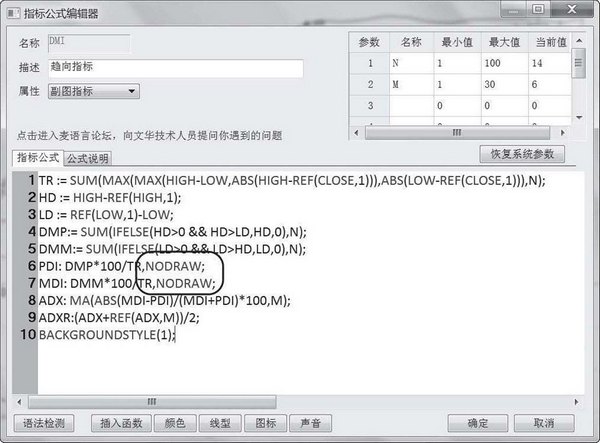 指标公式编辑器
名称 DMI
描述 趋向指标
属性 副图指标
参数 名称 最小值 最大值 当前值
1 N 1 100 14
2 M 1 30 6
3 0 0 0
4 0 0 0
点击进入麦语言论坛，向文华技术人员提问你遇到的问题
恢复系统参数
指标公式 公式说明
1 TR := SUM(MAX(MAX(HIGH-LOW,ABS(HIGH-REF(CLOSE,1))),ABS(LOW-REF(CLOSE,1))),N);
2 HD := HIGH-REF(HIGH,1);
3 LD := REF(LOW,1)-LOW;
4 DMP:= SUM(IFELSE(HD>0 && HD>LD,HD,0),N);
5 DMM:= SUM(IFELSE(LD>0 && LD>HD,LD,0),N);
6 PDI: DMP*100/TR,NODRAW;
7 MDI: DMM*100/TR,NODRAW;
8 ADX: MA(ABS(MDI-PDI)/(MDI+PDI)*100,M);
9 ADXR:(ADX+REF(ADX,M))/2;
10 BACKGROUNDSTYLE(1);
语法检测 插入函数 颜色 线型 图标 声音 确定 取消